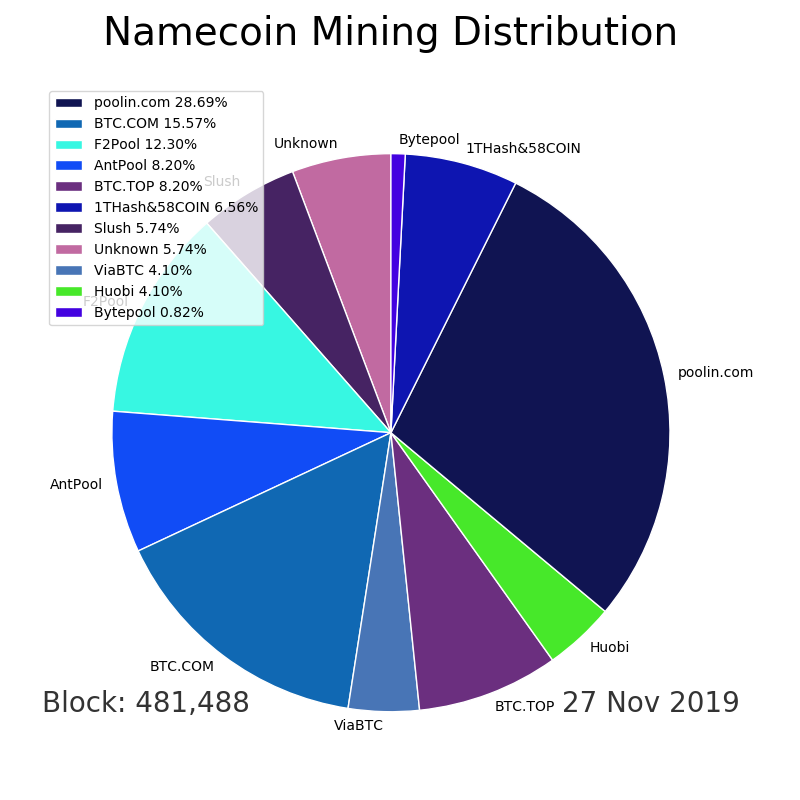 Namecoin Mining Distribution
poolin.com 28.69%
BTC.COM 15.57%
F2Pool 12.30%
AntPool 8.20%
BTC.TOP 8.20%
1THash&58COIN 6.56%
Slush 5.74%
Unknown 5.74%
ViaBTC 4.10%
Huobi 4.10%
Bytepool 0.82%
Bytepool
1THash&58COIN
Unknown
Slush
F2Pool
poolin.com
AntPool
Huobi
BTC.COM
BTC.TOP
ViaBTC
Block: 481,488
27 Nov 2019